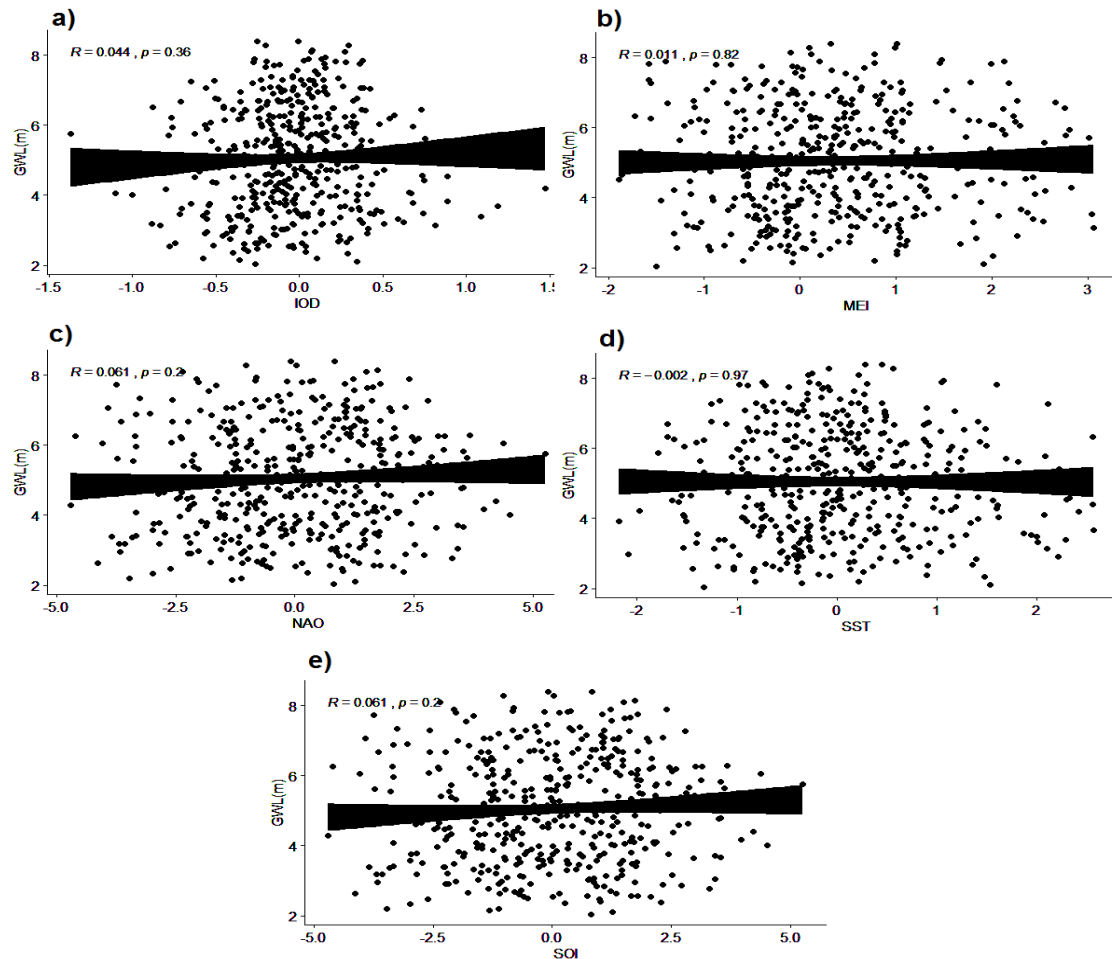 a)
R = 0.044 , p = 0.36
8
6
4
2
GWL(m)
-1.5 -1.0 -0.5 0.0 0.5 1.0 1.5
IOD
b)
R = 0.011 , p = 0.82
8
6
4
2
GWL(m)
-2 -1 0 1 2 3
MEI
c)
R = 0.061 , p = 0.2
8
6
4
2
GWL(m)
-5.0 -2.5 0.0 2.5 5.0
NAO
d)
R = −0.002 , p = 0.97
8
6
4
2
GWL(m)
-2 -1 0 1 2
SST
e)
R = 0.061 , p = 0.2
8
6
4
2
GWL(m)
-5.0 -2.5 0.0 2.5 5.0
SOI